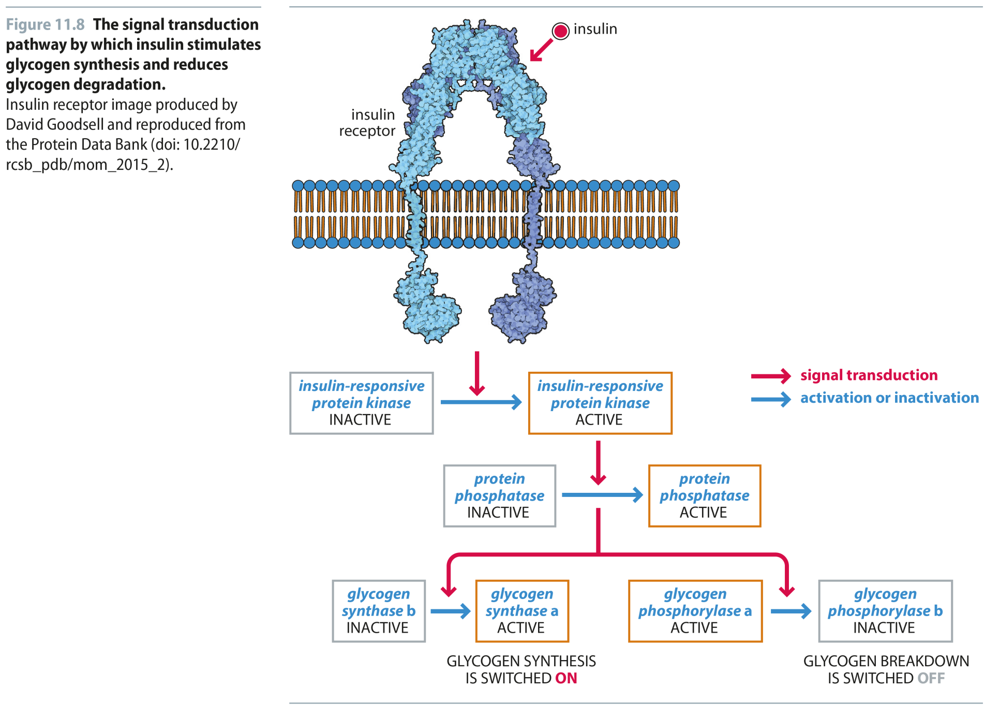 Figure 11.8 The signal transduction
pathway by which insulin stimulates
glycogen synthesis and reduces
glycogen degradation.
Insulin receptor image produced by
David Goodsell and reproduced from
the Protein Data Bank (doi: 10.2210/
rcsb_pdb/mom_2015_2).
insulin
insulin
receptor
insulin-responsive
protein kinase
INACTIVE
insulin-responsive
protein kinase
ACTIVE
signal transduction
activation or inactivation
protein
phosphatase
INACTIVE
protein
phosphatase
ACTIVE
glycogen
synthase b
INACTIVE
glycogen
synthase a
ACTIVE
glycogen
phosphorylase a
ACTIVE
glycogen
phosphorylase b
INACTIVE
GLYCOGEN SYNTHESIS
IS SWITCHED ON
GLYCOGEN BREAKDOWN
IS SWITCHED OFF